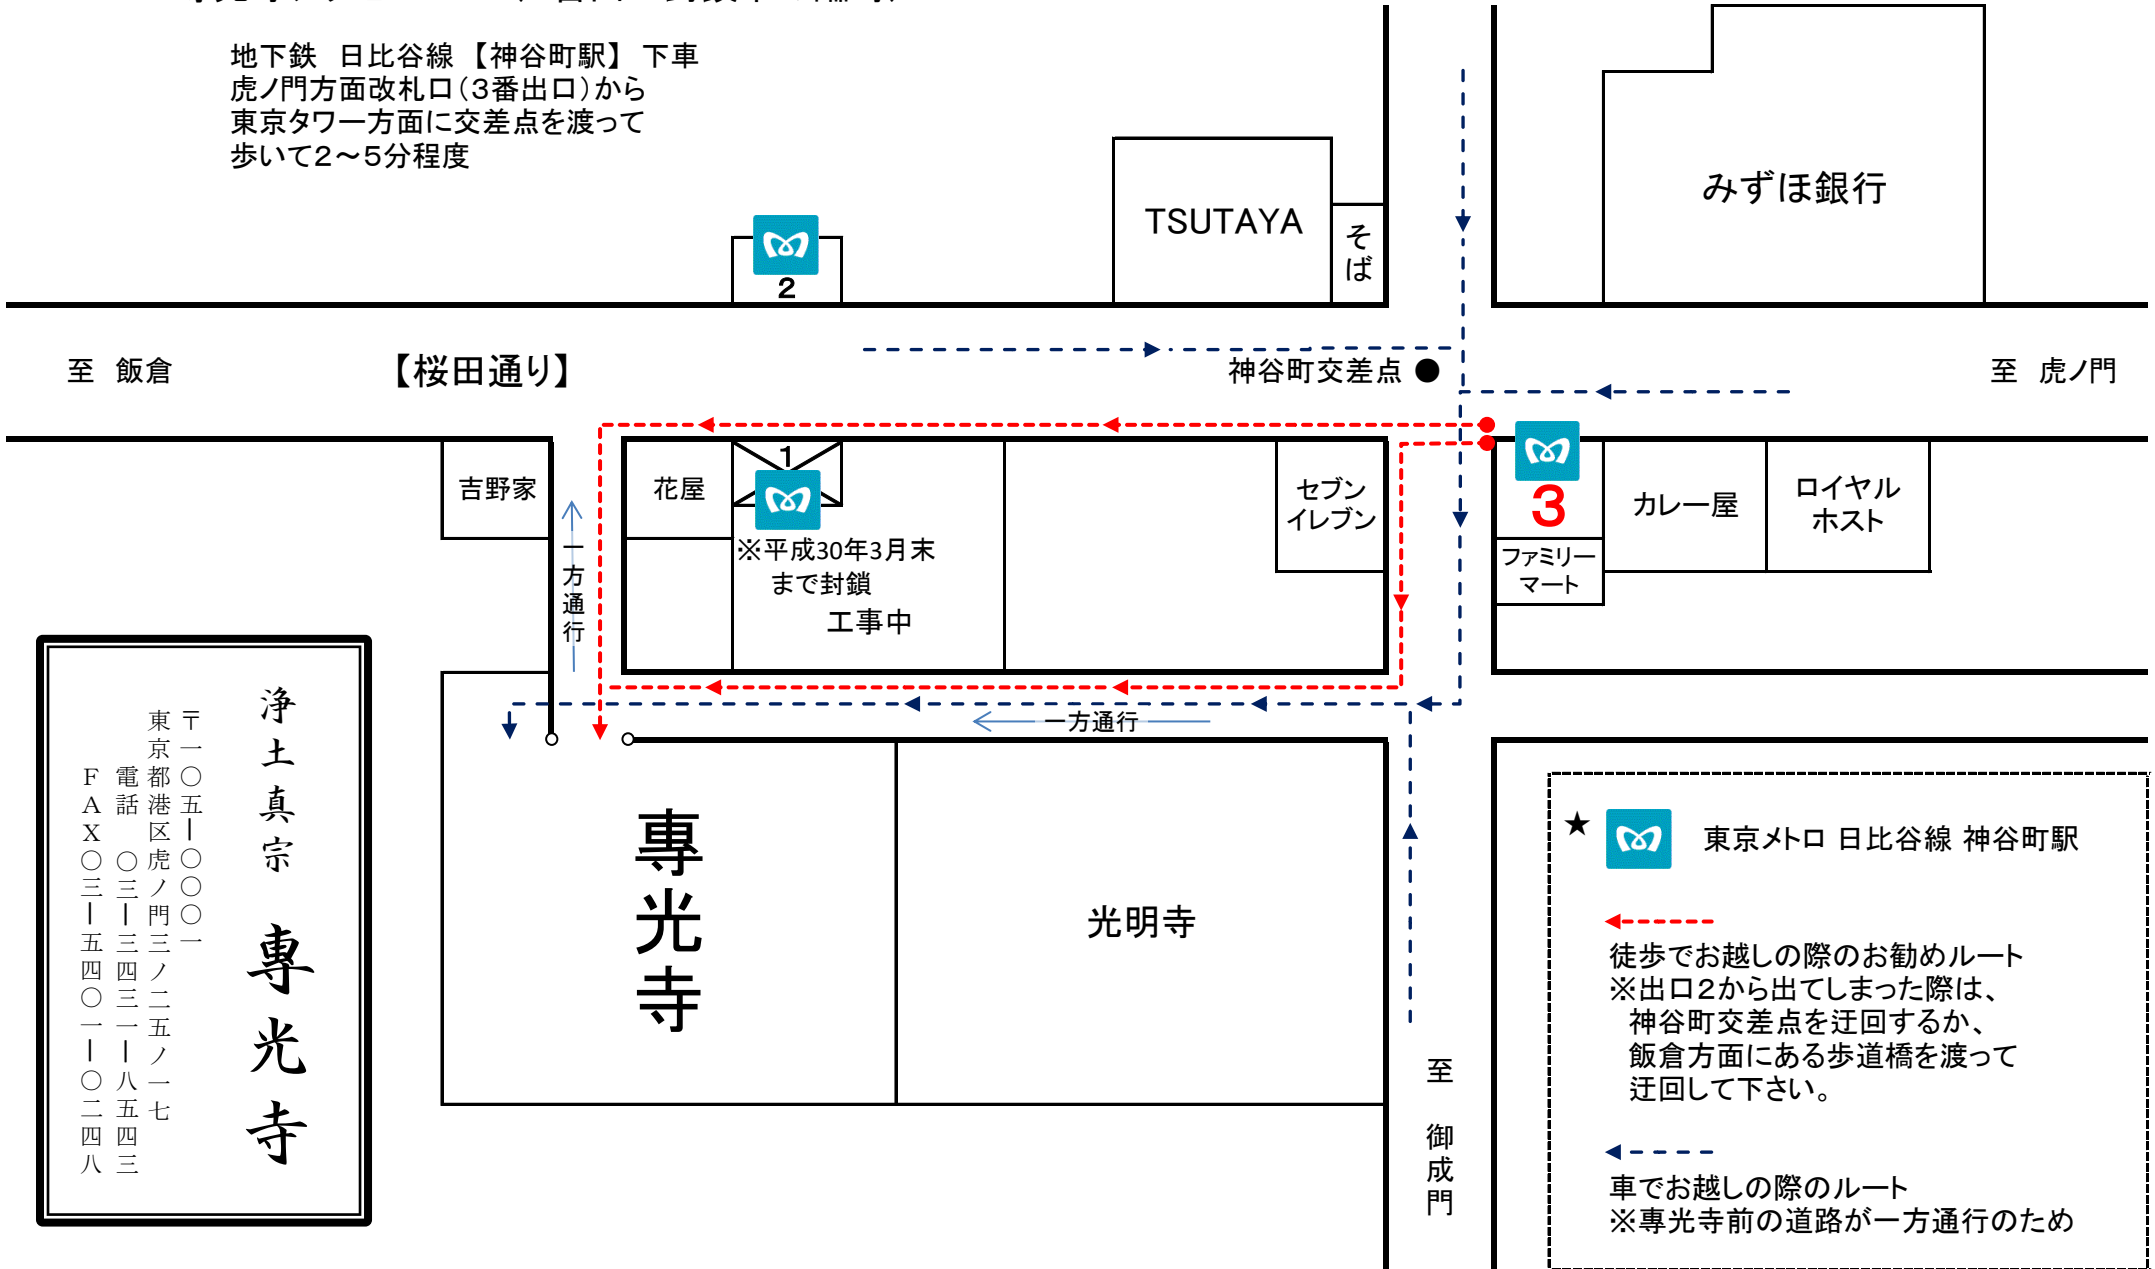 地下鉄　日比谷線　【神谷町駅】　下車
虎ノ門方面改札口（３番出口）から
東京タワー方面に交差点を渡って
歩いて２～５分程度
TSUTAYA
そば
みずほ銀行
2
至　飯倉
【桜田通り】
神谷町交差点 ●
至　虎ノ門
吉野家
一方通行
花屋
1
※平成30年3月末
まで封鎖
工事中
セブン
イレブン
3
ファミリー
マート
カレー屋
ロイヤル
ホスト
一方通行
専光寺
光明寺
至　御成門
浄土真宗　専光寺
〒一〇五ー〇〇〇一
東京都港区虎ノ門三ノ二五ノ一七
電話　〇三ー三四三一ー八五四三
ＦＡＸ〇三ー五四〇一ー〇二四八
★　東京メトロ 日比谷線 神谷町駅
徒歩でお越しの際のお勧めルート
※出口２から出てしまった際は、
神谷町交差点を迂回するか、
飯倉方面にある歩道橋を渡って
迂回して下さい。
車でお越しの際のルート
※専光寺前の道路が一方通行のため